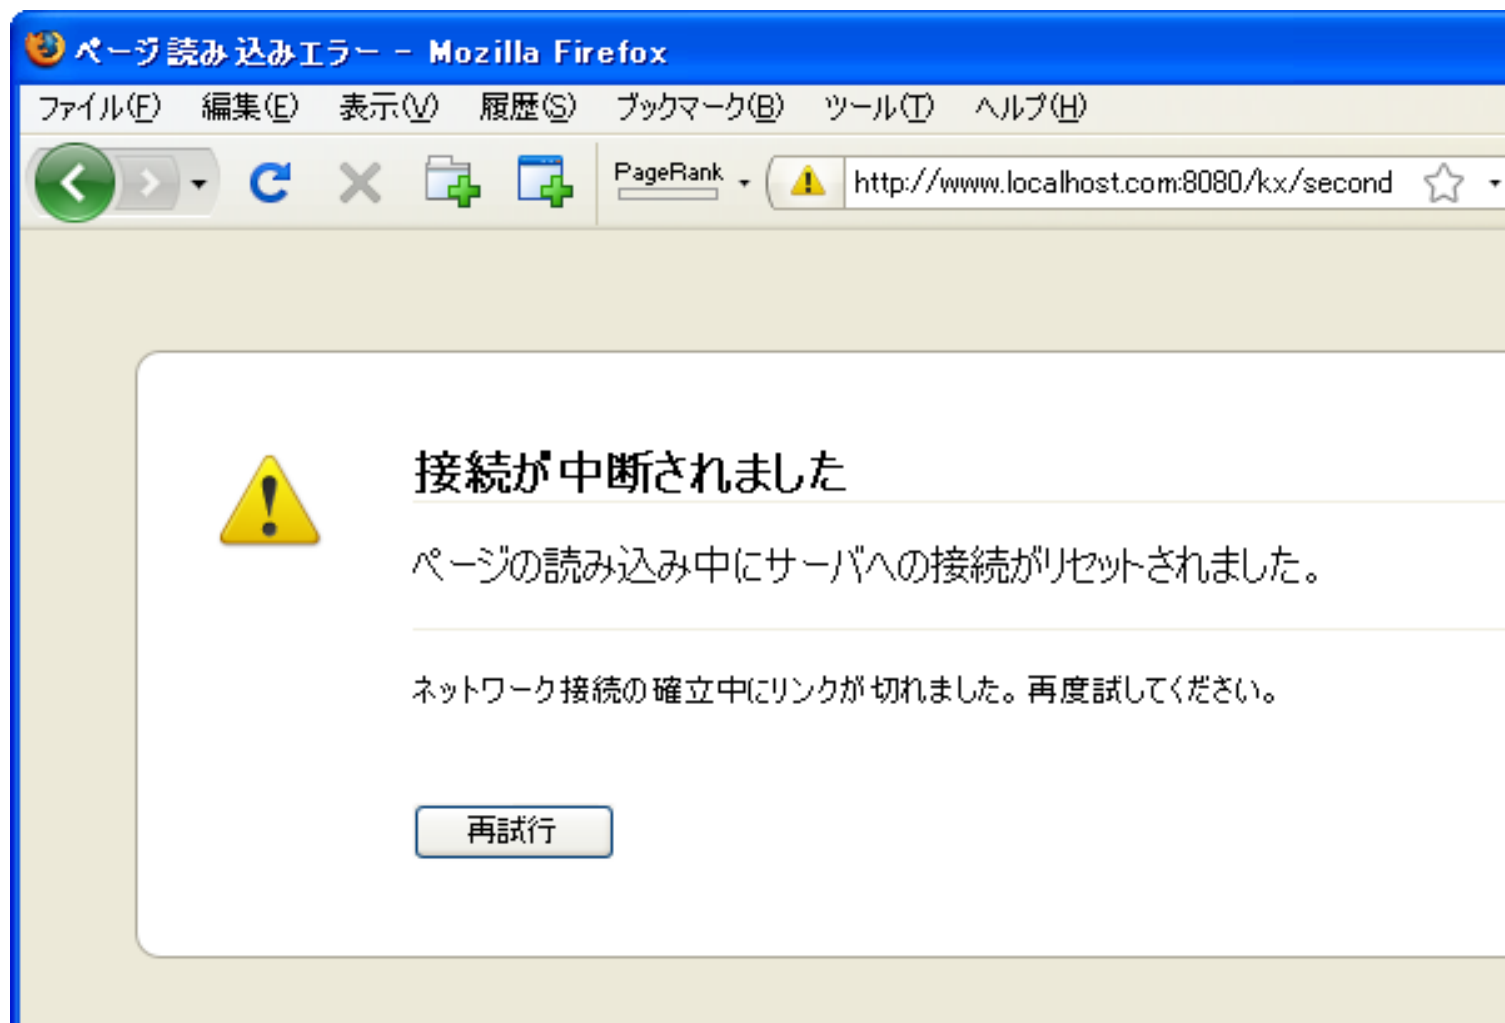 ページ読み込みエラー - Mozilla Firefox
ファイル(F) 編集(E) 表示(V) 履歴(S) ブックマーク(B) ツール(T) ヘルプ(H)
PageRank http://www.localhost.com:8080/kx/second
接続が中断されました
ページの読み込み中にサーバへの接続がリセットされました。
ネットワーク接続の確立中にリンクが切れました。再度試してください。
再試行